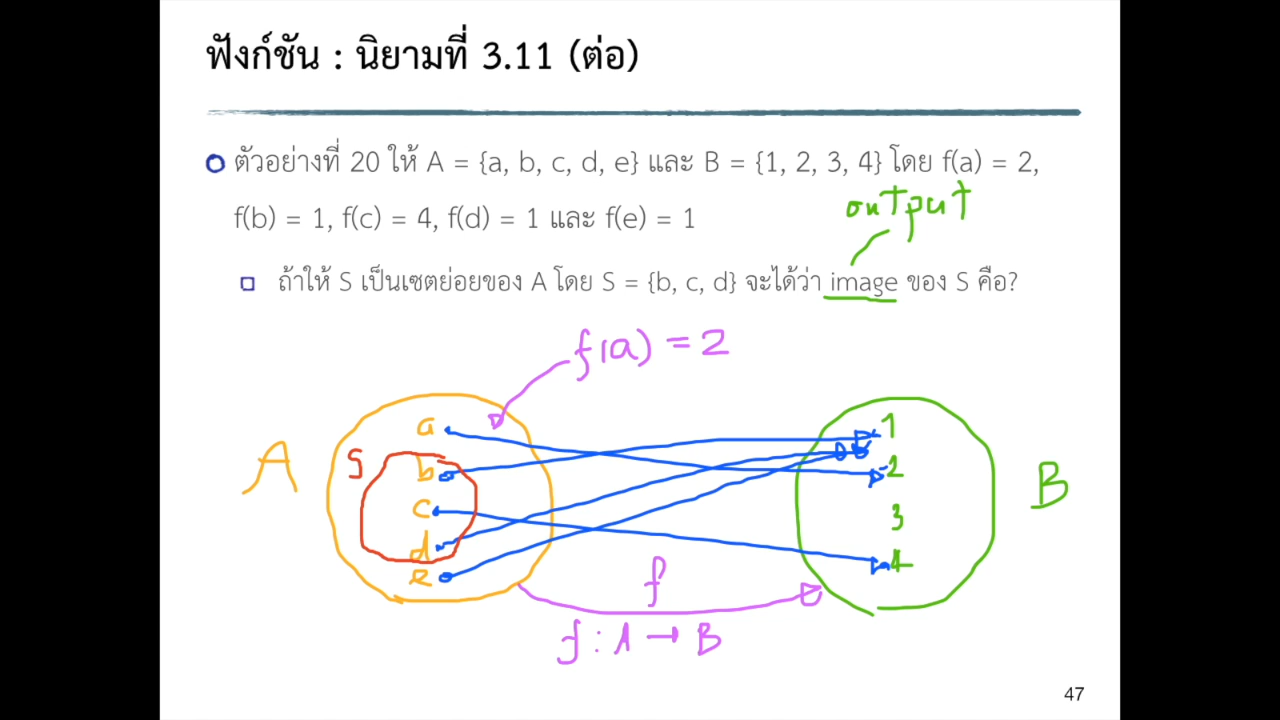 ฟังก์ชัน : นิยามที่ 3.11 (ต่อ)
ตัวอย่างที่ 20 ให้ A = {a, b, c, d, e} และ B = {1, 2, 3, 4} โดย f(a) = 2,
f(b) = 1, f(c) = 4, f(d) = 1 และ f(e) = 1
output
ถ้าให้ S เป็นเซตย่อยของ A โดย S = {b, c, d} จะได้ว่า image ของ S คือ?
f(a) = 2
A
S
a
b
c
d
e
1
2
3
4
B
f
f : A → B
47